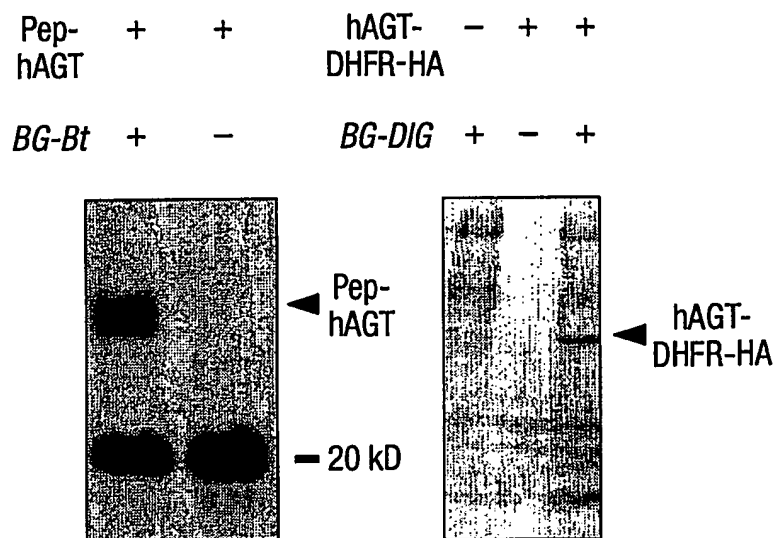 Pep-
hAGT + +
BG-Bt + −
hAGT-
DHFR-HA − + +
BG-DIG + − +
Pep-
hAGT
20 kD
hAGT-
DHFR-HA